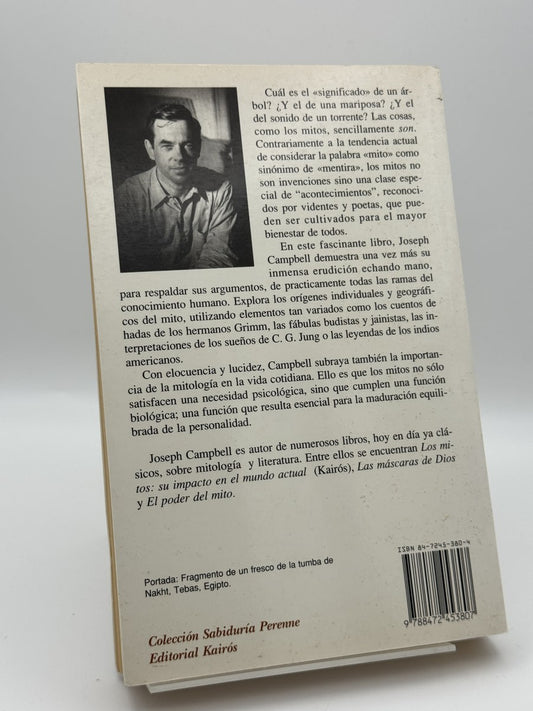 Cuál es el «significado» de un ár-
bol? ¿Y el de una mariposa? ¿Y el
del sonido de un torrente? Las cosas,
como los mitos, sencillamente son.
Contrariamente a la tendencia actual
de considerar la palabra «mito» como
sinónimo de «mentira», los mitos no
son invenciones sino una clase espe-
cial de “acontecimientos”, reconoci-
dos por videntes y poetas, que pue-
den ser cultivados para el mayor
bienestar de todos.
En este fascinante libro, Joseph
Campbell demuestra una vez más su
inmensa erudición echando mano,
para respaldar sus argumentos, de practicamente todas las ramas del
conocimiento humano. Explora los orígenes individuales y geográfi-
cos del mito, utilizando elementos tan variados como los cuentos de
hadas de los hermanos Grimm, las fábulas budistas y jainistas, las in-
terpretaciones de los sueños de C. G. Jung o las leyendas de los indios
americanos.
Con elocuencia y lucidez, Campbell subraya también la importan-
cia de la mitología en la vida cotidiana. Ello es que los mitos no sólo
satisfacen una necesidad psicológica, sino que cumplen una función
biológica; una función que resulta esencial para la maduración equili-
brada de la personalidad.
Joseph Campbell es autor de numerosos libros, hoy en día ya clá-
sicos, sobre mitología y literatura. Entre ellos se encuentran Los mi-
tos: su impacto en el mundo actual (Kairós), Las máscaras de Dios
y El poder del mito.
ISBN 84-7245-380-4
9 788472 453807
Portada: Fragmento de un fresco de la tumba de
Nakht, Tebas, Egipto.
Colección Sabiduría Perenne
Editorial Kairós